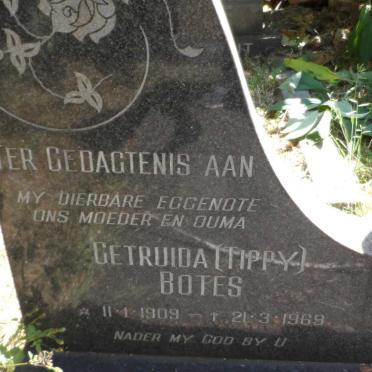 TER GEDAGTENIS AAN
MY DIERBARE EGGENOTE
ONS MOEDER EN OUMA
GETRUIDA (TIPPY)
BOTES
* 11·1·1909 — † 21·3·1969
NADER MY GOD BY U